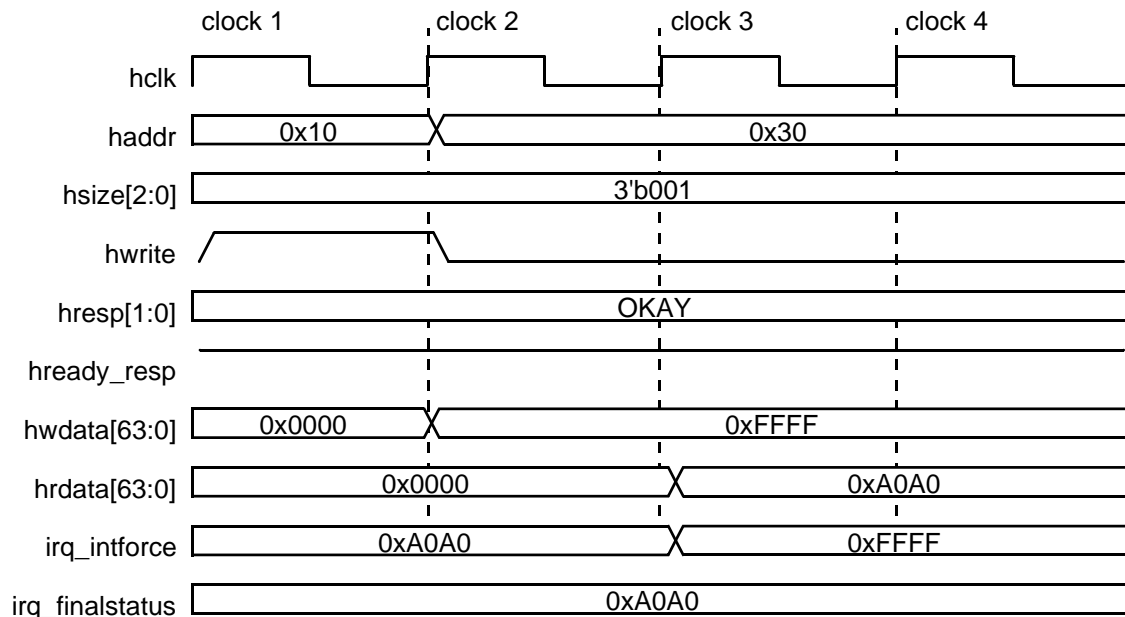 clock 1 clock 2 clock 3 clock 4
hclk
haddr 0x10 0x30
hsize[2:0] 3'b001
hwrite
hresp[1:0] OKAY
hready_resp
hwdata[63:0] 0x0000 0xFFFF
hrdata[63:0] 0x0000 0xA0A0
irq_intforce 0xA0A0 0xFFFF
irq_finalstatus 0xA0A0